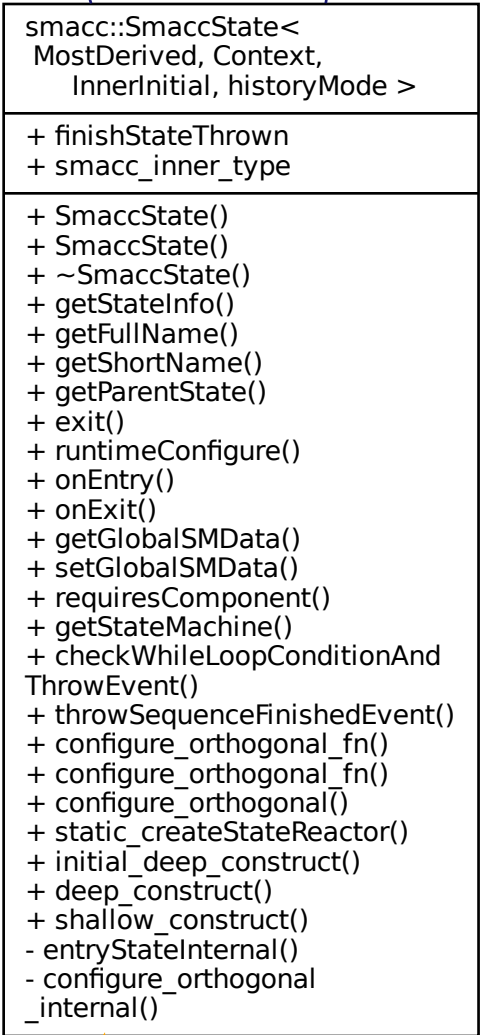 smacc::SmaccState<
MostDerived, Context,
InnerInitial, historyMode >
+ finishStateThrown
+ smacc_inner_type
+ SmaccState()
+ SmaccState()
+ ~SmaccState()
+ getStateInfo()
+ getFullName()
+ getShortName()
+ getParentState()
+ exit()
+ runtimeConfigure()
+ onEntry()
+ onExit()
+ getGlobalSMData()
+ setGlobalSMData()
+ requiresComponent()
+ getStateMachine()
+ checkWhileLoopConditionAnd
ThrowEvent()
+ throwSequenceFinishedEvent()
+ configure_orthogonal_fn()
+ configure_orthogonal_fn()
+ configure_orthogonal()
+ static_createStateReactor()
+ initial_deep_construct()
+ deep_construct()
+ shallow_construct()
- entryStateInternal()
- configure_orthogonal
_internal()